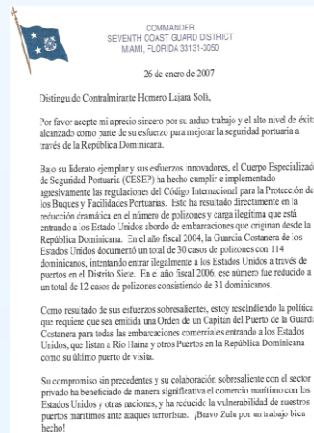 COMMANDER
SEVENTH COAST GUARD DISTRICT
MIAMI, FLORIDA 33131-3050
26 de enero de 2007
Distinguido Contralmirante Homero Lajara Solá,
Por favor acepte mi aprecio sincero por su arduo trabajo y el alto nivel de éxito
alcanzado como parte de su esfuerzo para mejorar la seguridad portuaria a
través de la República Dominicana.
Bajo su liderato ejemplar y sus esfuerzos innovadores, el Cuerpo Especializado
de Seguridad Portuaria (CESEP) ha hecho cumplir e implementado
agresivamente las regulaciones del Código Internacional para la Protección de
los Buques y Facilidades Portuarias. Este ha resultado directamente en la
reducción dramática en el número de polizones y carga ilegítima que está
entrando a los Estados Unidos abordo de embarcaciones que originan desde la
República Dominicana. En el año fiscal 2004, la Guardia Costanera de los
Estados Unidos documentó un total de 30 casos de polizones con 114
dominicanos, intentando entrar ilegalmente a los Estados Unidos a través de
puertos en el Distrito Siete. En el año fiscal 2006, ese número fue reducido a
un total de 12 casos de polizones consistiendo de 31 dominicanos.
Como resultado de sus esfuerzos sobresalientes, estoy rescindiendo la política
que requiere que sea emitida una Orden de un Capitán del Puerto de la Guardia
Costanera para todas las embarcaciones comerciales entrando a los Estados
Unidos, que listan a Rio Haina y otros Puertos en la República Dominicana
como su último puerto de visita.
Su compromiso sin precedentes y su colaboración sobresaliente con el sector
privado ha beneficiado de manera significativa el comercio marítimo con los
Estados Unidos y otras naciones, y ha reducido la vulnerabilidad de nuestros
puertos marítimos ante ataques terroristas. ¡Bravo Zulu por un trabajo bien
hecho!